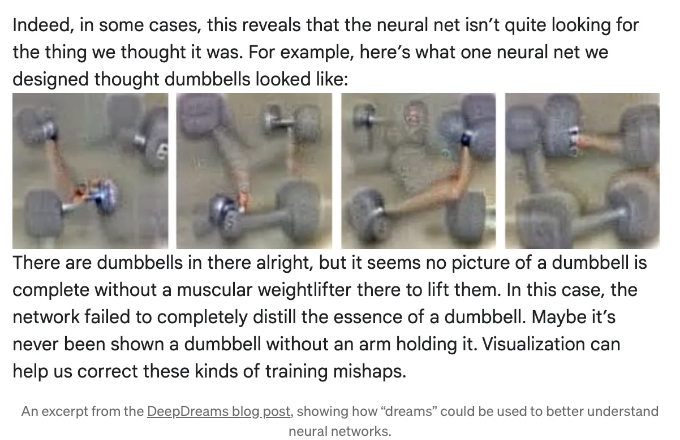 Indeed, in some cases, this reveals that the neural net isn’t quite looking for
the thing we thought it was. For example, here’s what one neural net we
designed thought dumbbells looked like:
There are dumbbells in there alright, but it seems no picture of a dumbbell is
complete without a muscular weightlifter there to lift them. In this case, the
network failed to completely distill the essence of a dumbbell. Maybe it’s
never been shown a dumbbell without an arm holding it. Visualization can
help us correct these kinds of training mishaps.
An excerpt from the DeepDreams blog post, showing how “dreams” could be used to better understand
neural networks.